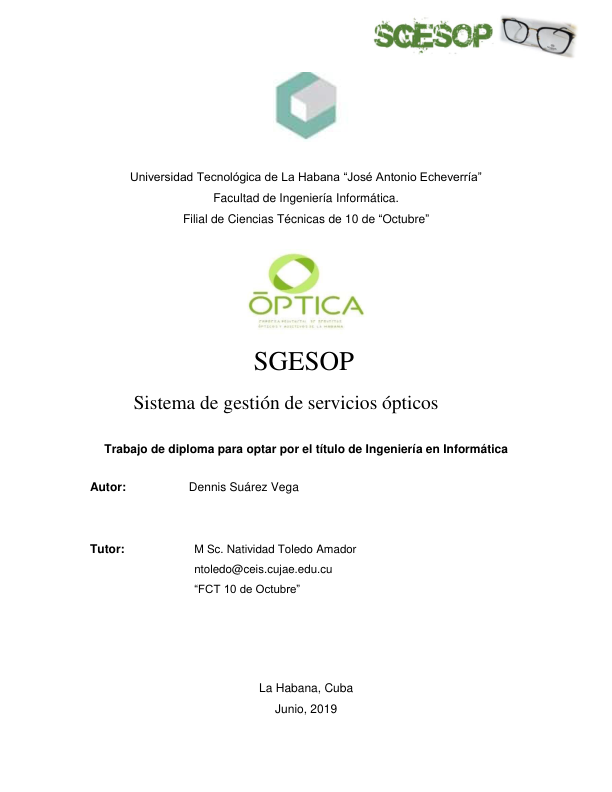 SGESOP
Universidad Tecnológica de La Habana “José Antonio Echeverría”
Facultad de Ingeniería Informática.
Filial de Ciencias Técnicas de 10 de “Octubre”
ŌPTICA
SGESOP
Sistema de gestión de servicios ópticos
Trabajo de diploma para optar por el título de Ingeniería en Informática
Autor: Dennis Suárez Vega
Tutor: M Sc. Natividad Toledo Amador
ntoledo@ceis.cujae.edu.cu
“FCT 10 de Octubre”
La Habana, Cuba
Junio, 2019